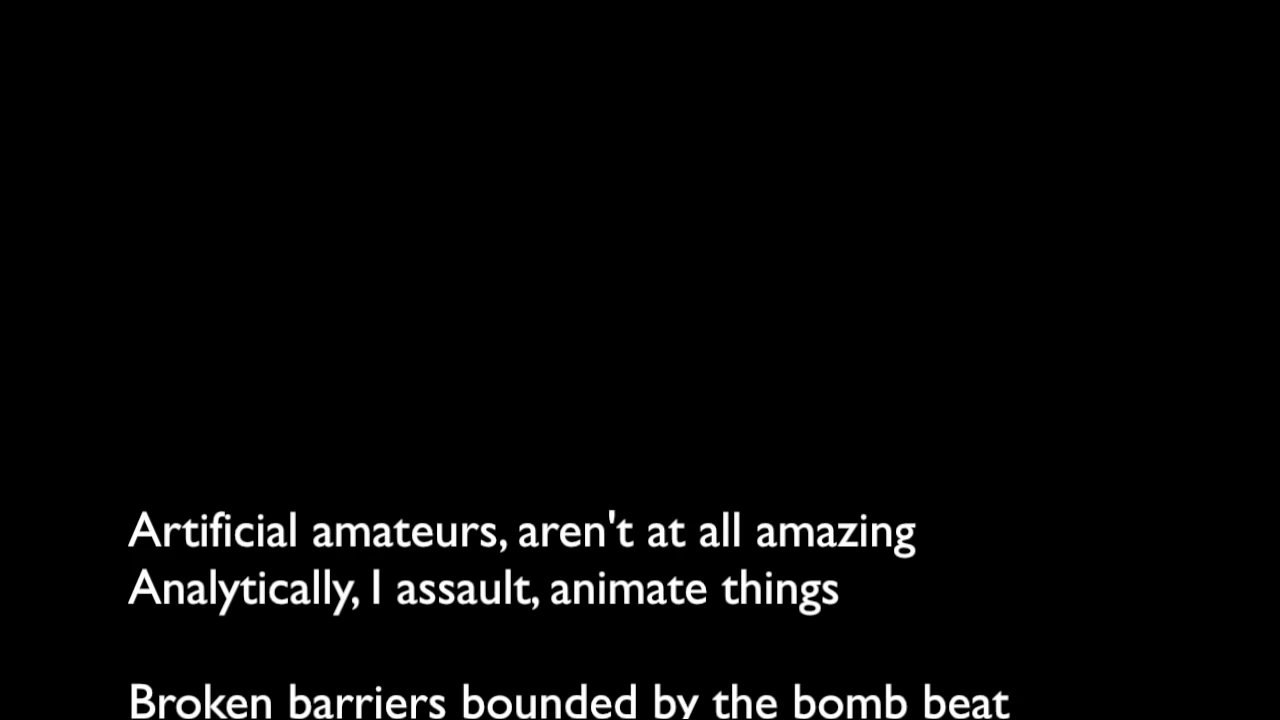 Artificial amateurs, aren't at all amazing
Analytically, I assault, animate things
Broken barriers bounded by the bomb beat